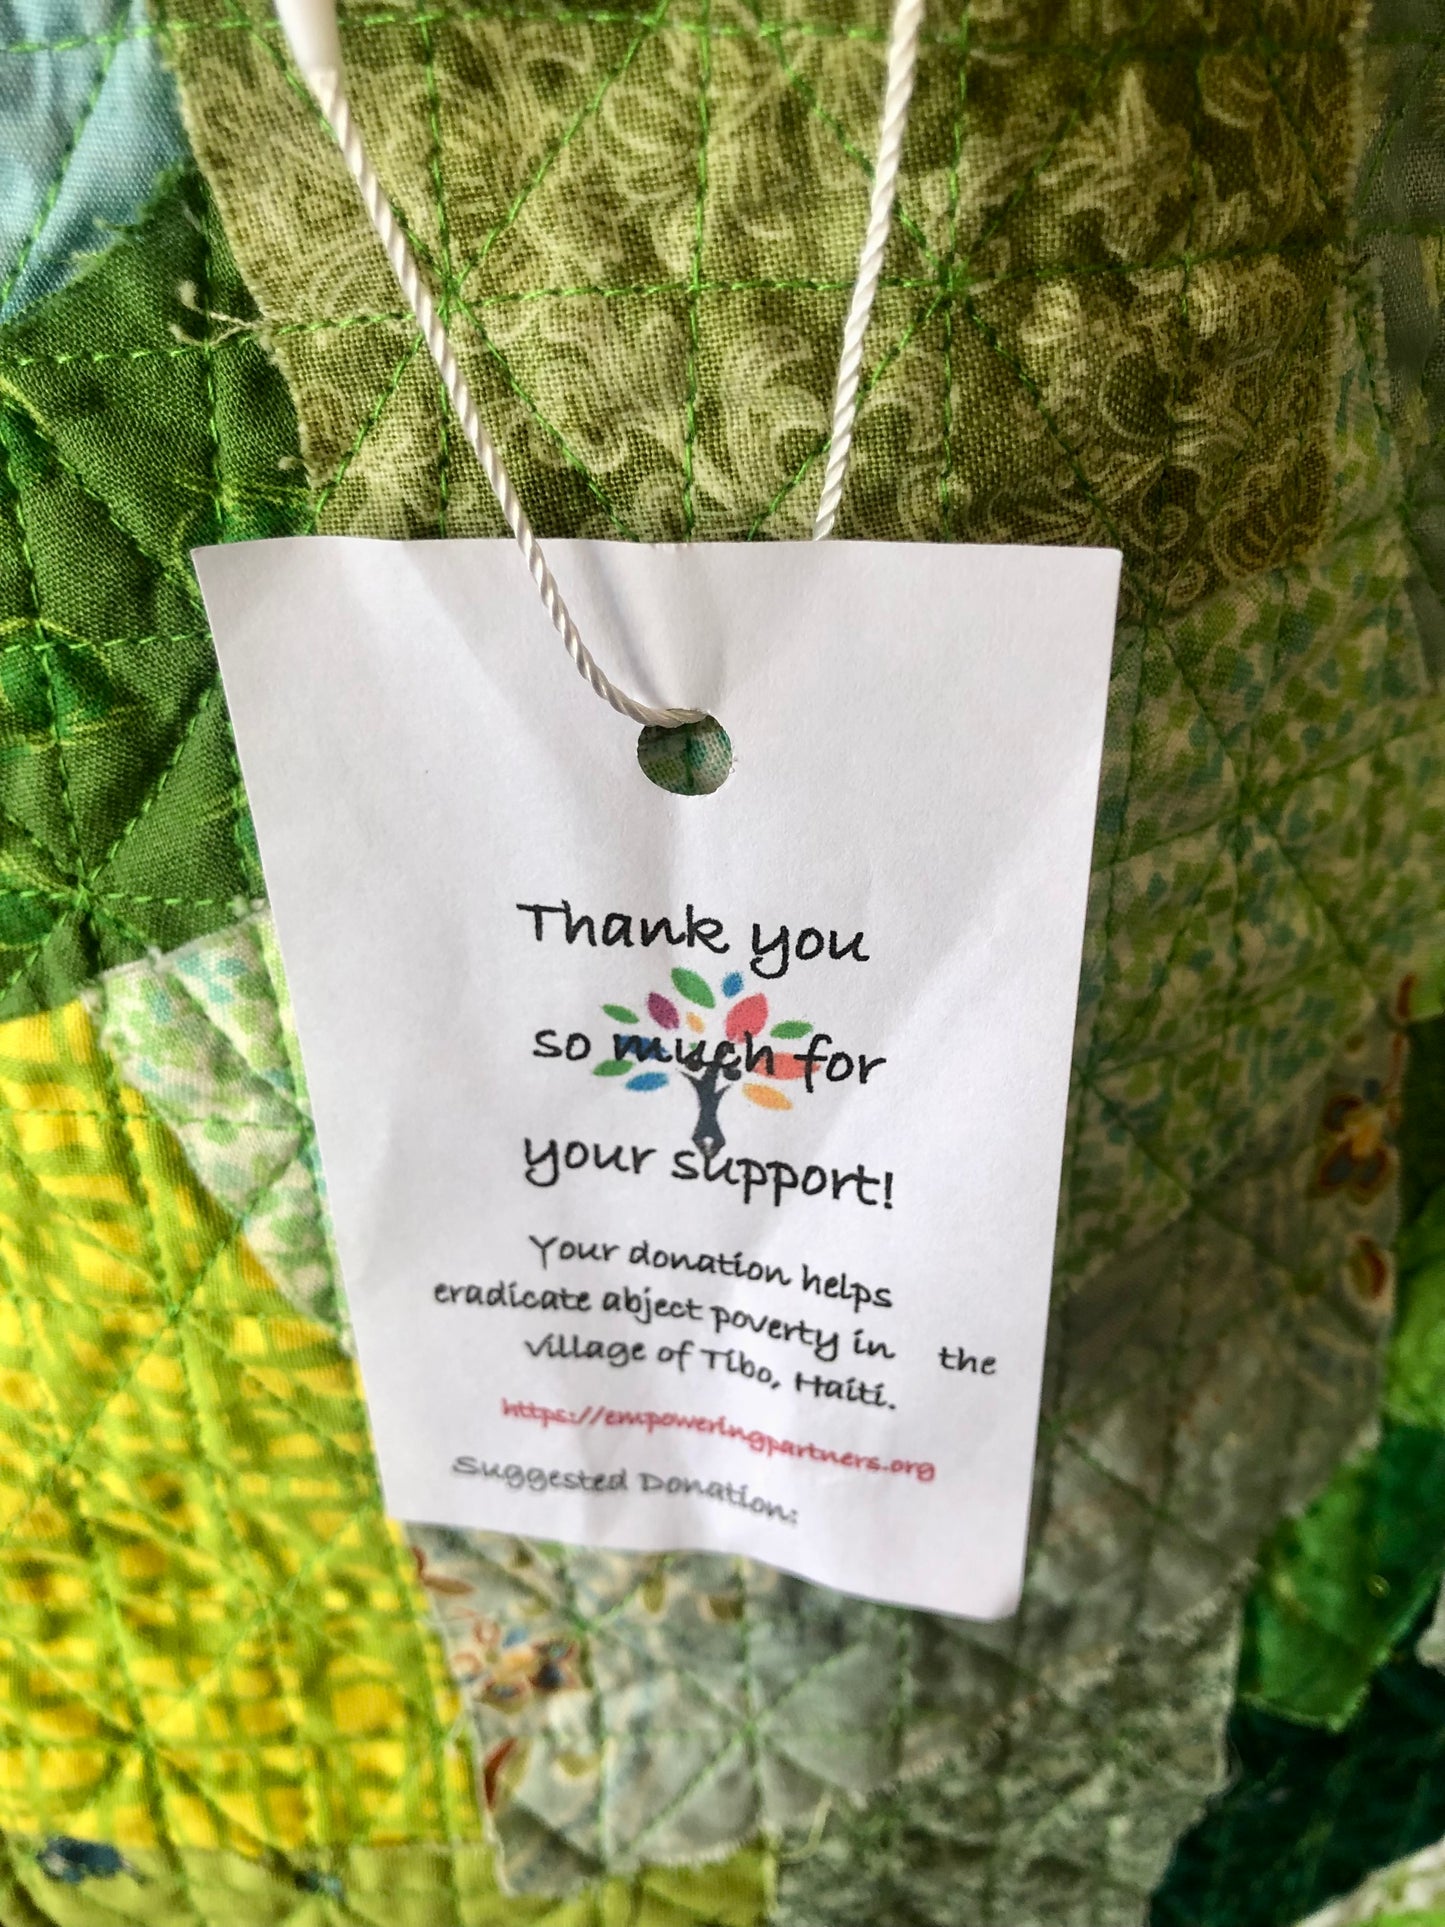 Thank you
so much for
your support!
Your donation helps
eradicate abject poverty in the
village of Tibo, Haiti.
https://empoweringpartners.org
Suggested Donation: